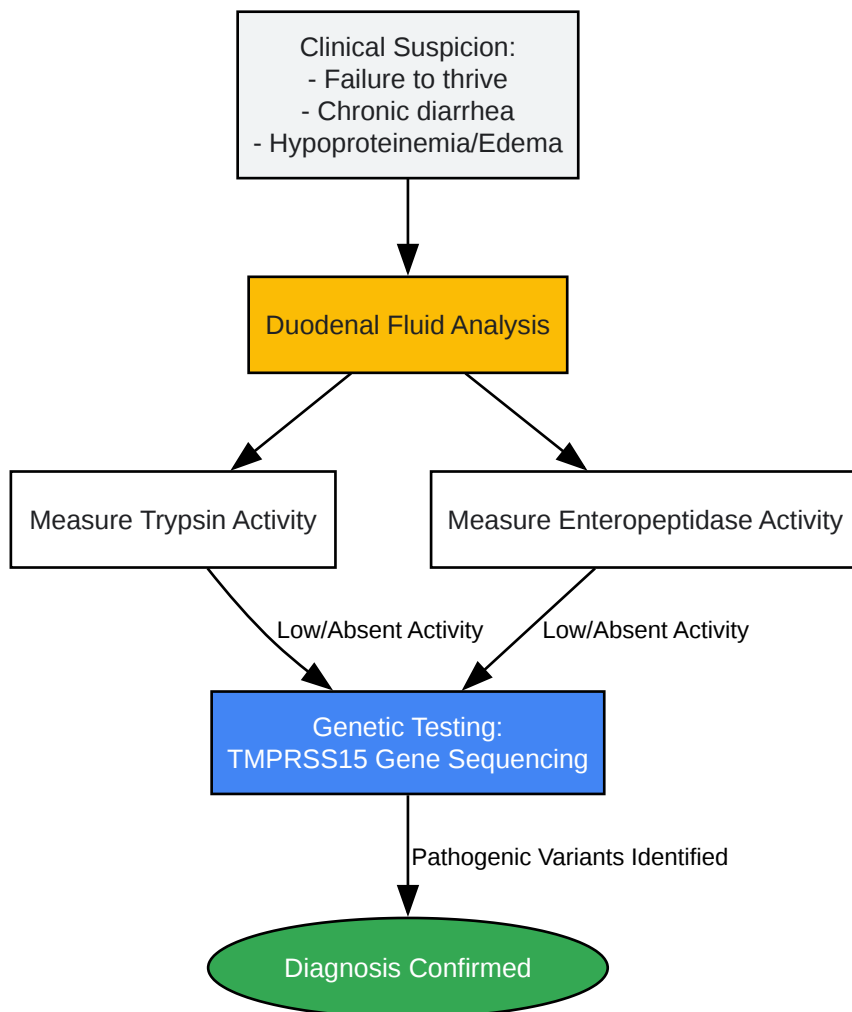 Clinical Suspicion:
- Failure to thrive
- Chronic diarrhea
- Hypoproteinemia/Edema
Duodenal Fluid Analysis
Measure Trypsin Activity
Measure Enteropeptidase Activity
Low/Absent Activity
Low/Absent Activity
Genetic Testing:
TMPRSS15 Gene Sequencing
Pathogenic Variants Identified
Diagnosis Confirmed